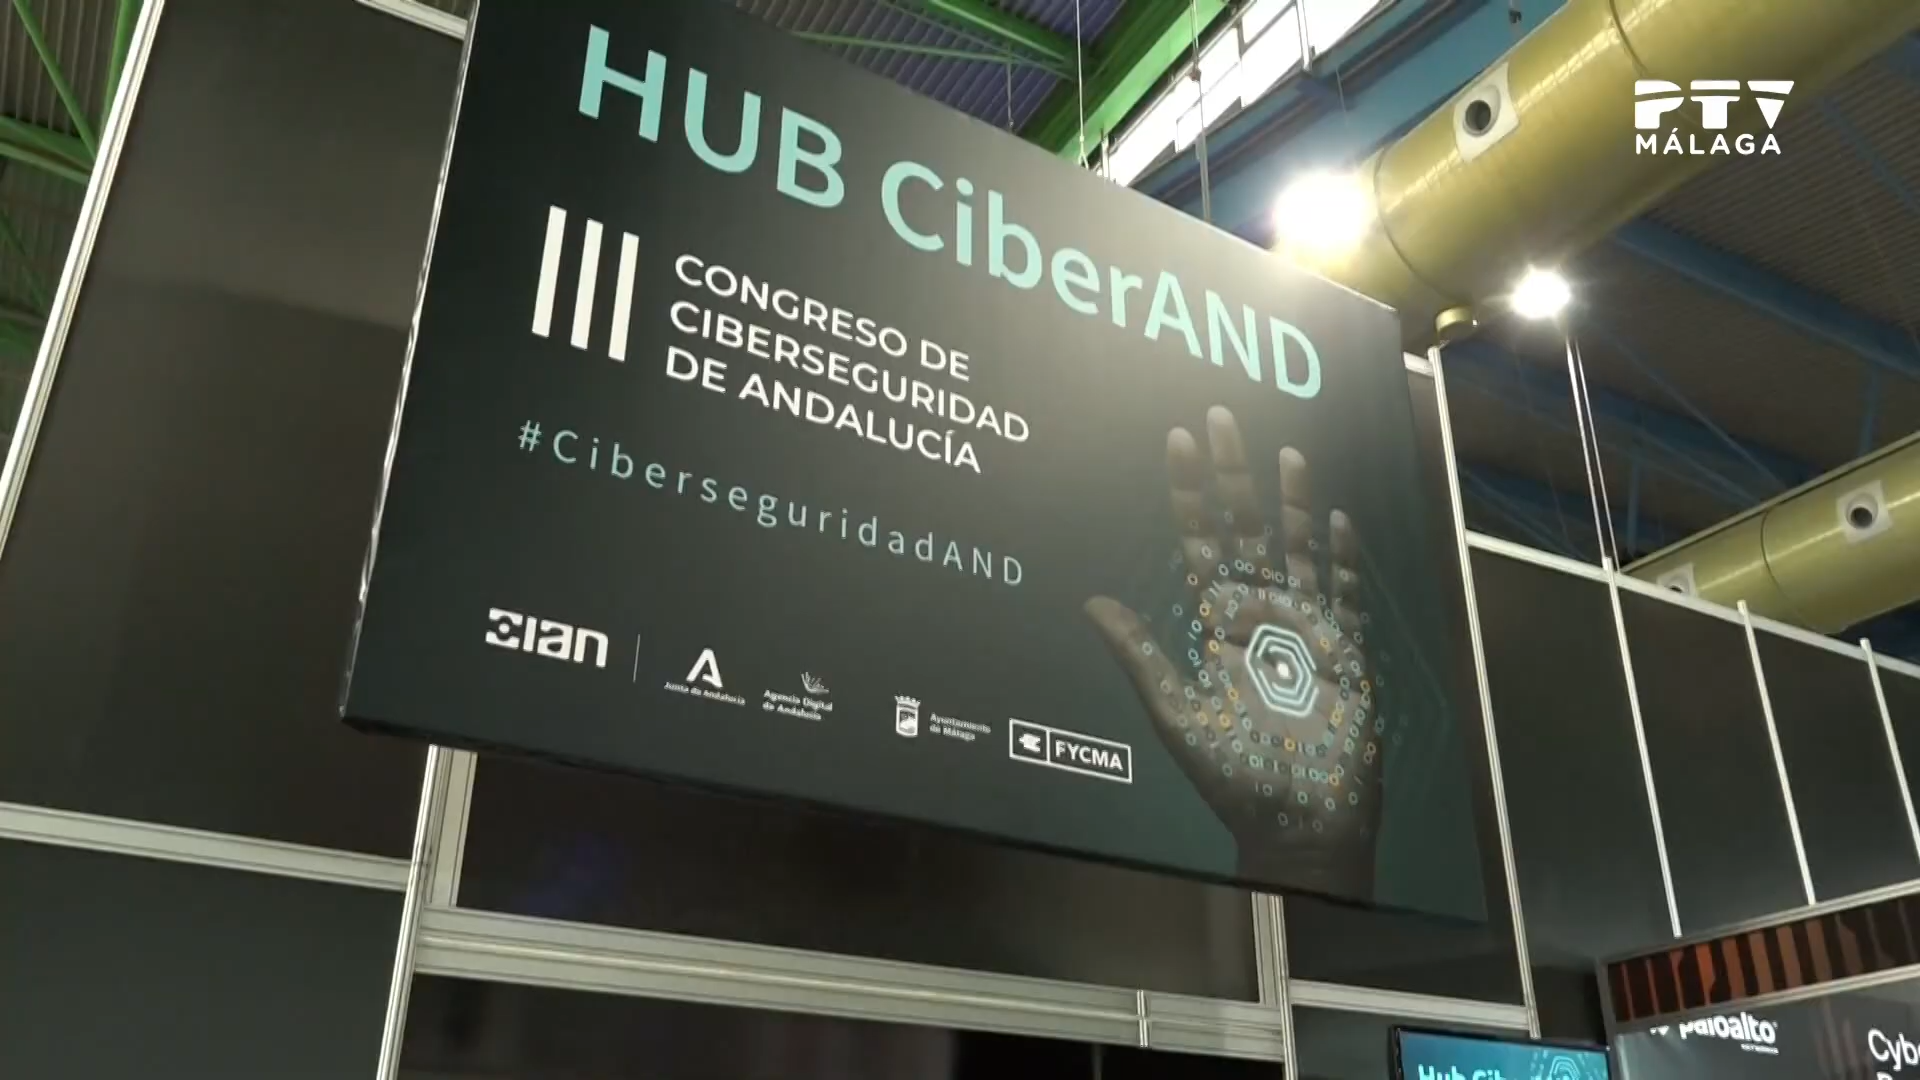 PTV
MÁLAGA
HUB CiberAND
III
CONGRESO DE
CIBERSEGURIDAD
DE ANDALUCÍA
#CiberseguridadAND
cian
A
Junta de Andalucía
Agencia Digital
de Andalucía
Ayuntamiento
de Málaga
FYCMA
paloalto
Hub